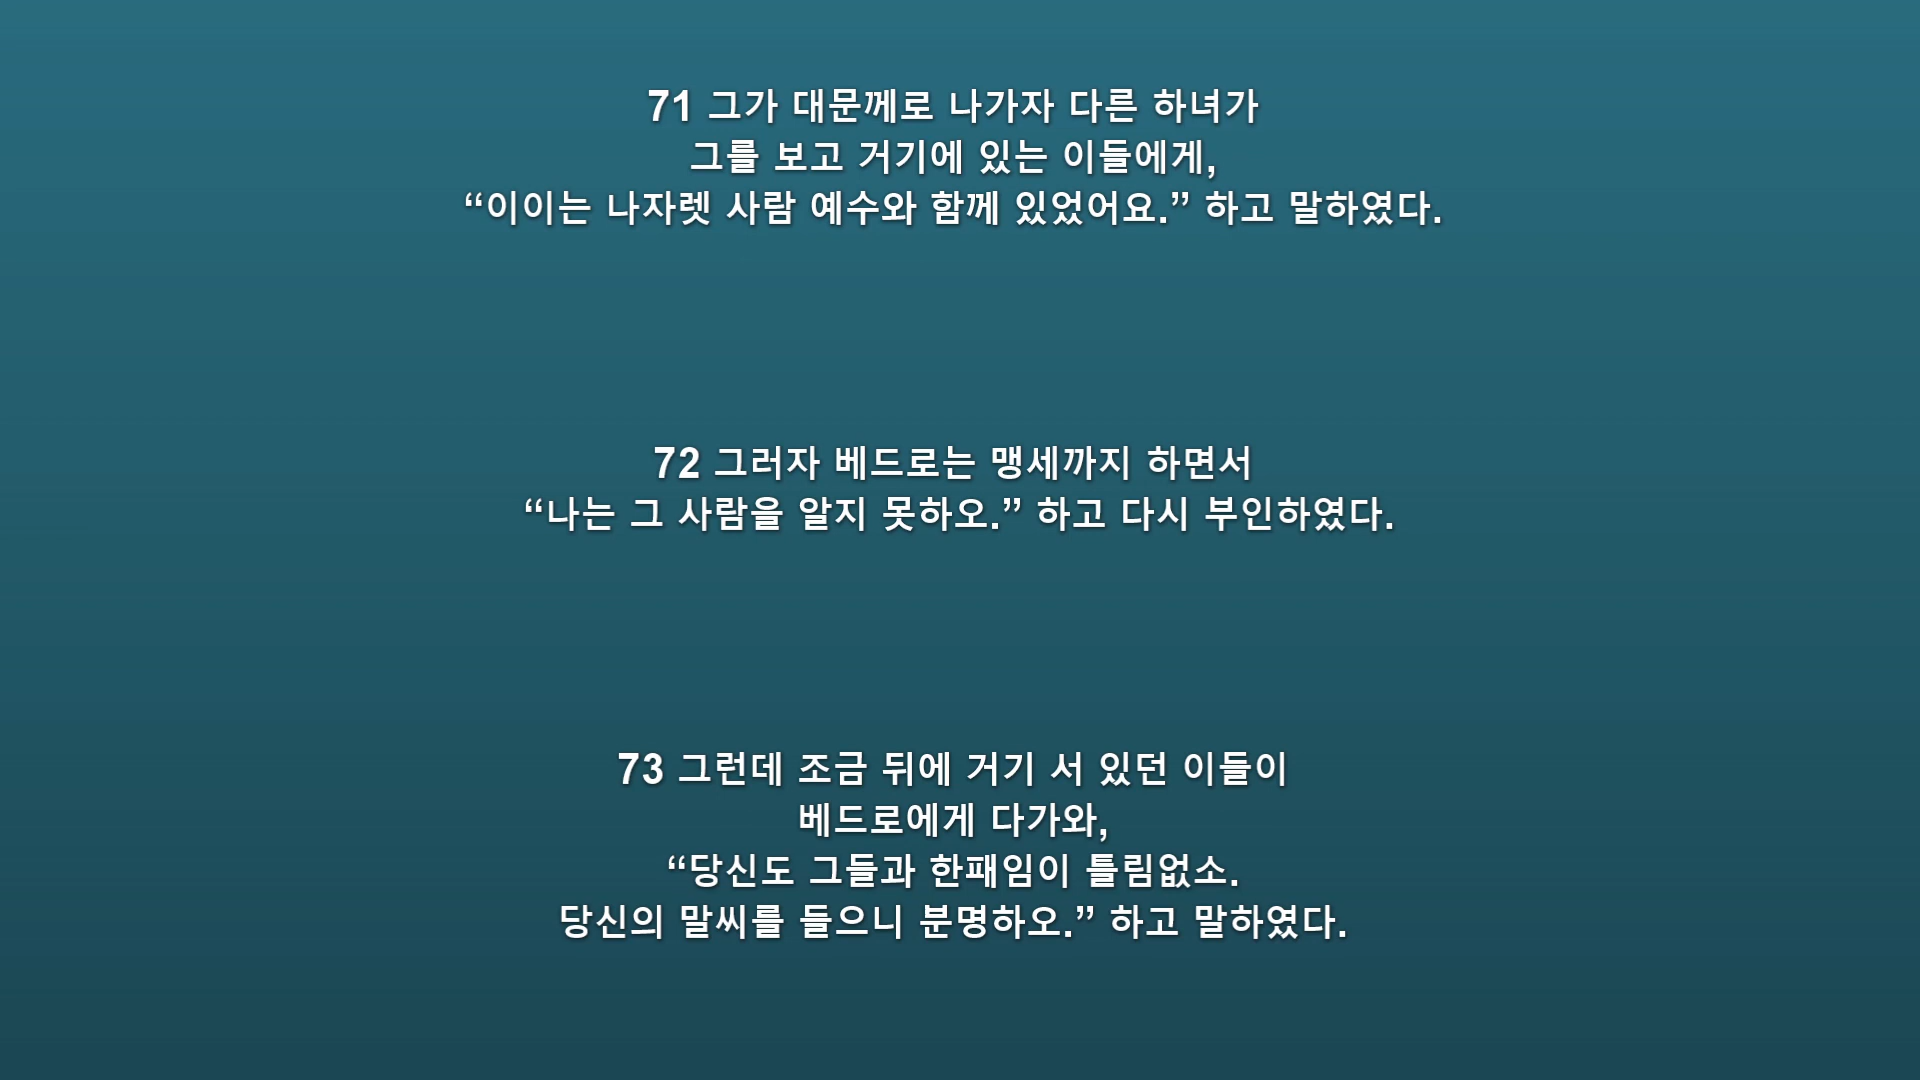 71 그가 대문께로 나가자 다른 하녀가
그를 보고 거기에 있는 이들에게,
“이이는 나자렛 사람 예수와 함께 있었어요.” 하고 말하였다.
72 그러자 베드로는 맹세까지 하면서
“나는 그 사람을 알지 못하오.” 하고 다시 부인하였다.
73 그런데 조금 뒤에 거기 서 있던 이들이
베드로에게 다가와,
“당신도 그들과 한패임이 틀림없소.
당신의 말씨를 들으니 분명하오.” 하고 말하였다.